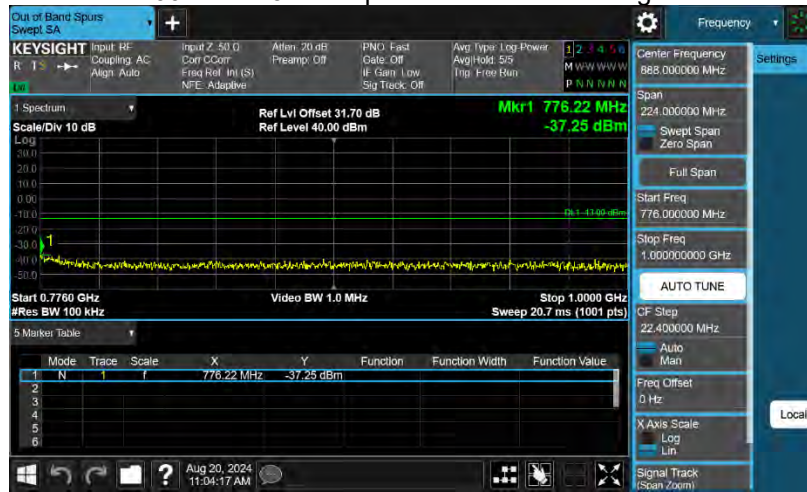 Out of Band Spurs
Swept SA
Frequency
KEYSIGHT
Input: RF
Coupling: AC
Align: Auto
Input Z: 50 Ω
Corr CCorr
Freq Ref: Int (S)
NFE: Adaptive
Atten: 20 dB
Preamp: Off
PNO: Fast
Gate: Off
IF Gain: Low
Sig Track: Off
Avg Type: Log-Power
Avg|Hold: 5/5
Trig: Free Run
1 2 3 4 5 6
M W W W W W
P N N N N N
Center Frequency
888.000000 MHz
Settings
Span
224.000000 MHz
Swept Span
Zero Span
Full Span
Start Freq
776.000000 MHz
Stop Freq
1.000000000 GHz
AUTO TUNE
CF Step
22.400000 MHz
Auto
Man
Freq Offset
0 Hz
X Axis Scale
Log
Lin
Signal Track
(Span Zoom)
Local
1 Spectrum
Scale/Div 10 dB
Ref Lvl Offset 31.70 dB
Ref Level 40.00 dBm
Mkr1 776.22 MHz
-37.25 dBm
Log
30.0
20.0
10.0
0.00
-10.0
-20.0
-30.0
-40.0
-50.0
DL1 -13.00 dBm
1
Start 0.7760 GHz
#Res BW 100 kHz
Video BW 1.0 MHz
Stop 1.0000 GHz
Sweep 20.7 ms (1001 pts)
5 Marker Table
Mode Trace Scale X Y Function Function Width Function Value
1 N 1 f 776.22 MHz -37.25 dBm
2
3
4
5
6
?
Aug 20, 2024
11:04:17 AM